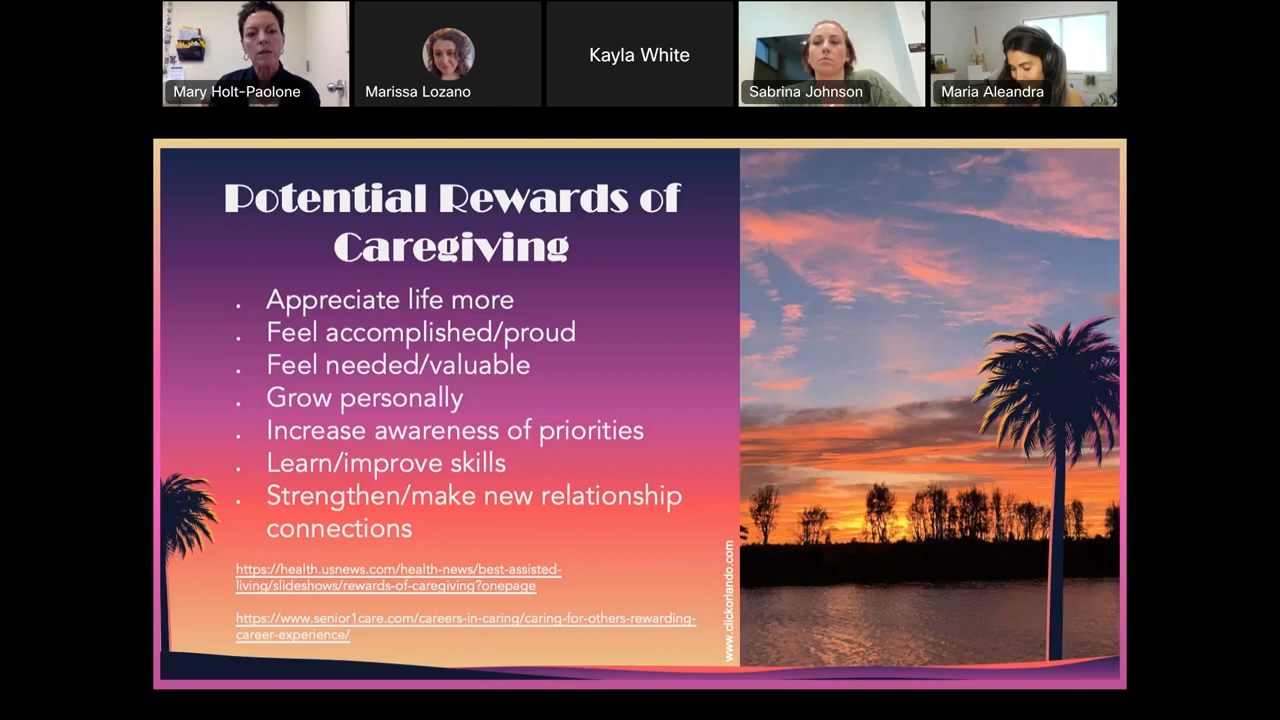 Mary Holt-Paolone
Marissa Lozano
Kayla White
Sabrina Johnson
Maria Aleandra
Potential Rewards of
Caregiving
. Appreciate life more
. Feel accomplished/proud
. Feel needed/valuable
. Grow personally
. Increase awareness of priorities
. Learn/improve skills
. Strengthen/make new relationship
connections
https://health.usnews.com/health-news/best-assisted-
living/slideshows/rewards-of-caregiving?onepage
https://www.senior1care.com/careers-in-caring/caring-for-others-rewarding-
career-experience/
www.clickorlando.com